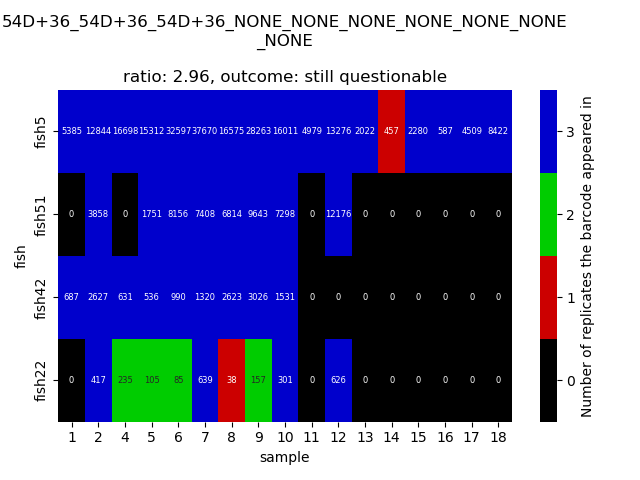 54D+36_54D+36_54D+36_NONE_NONE_NONE_NONE_NONE_NONE
_NONE
ratio: 2.96, outcome: still questionable
fish5 5385 12844 16698 15312 32597 37670 16575 28263 16011 4979 13276 2022 457 2280 587 4509 8422
fish51 0 3858 0 1751 8156 7408 6814 9643 7298 0 12176 0 0 0 0 0 0
fish42 687 2627 631 536 990 1320 2623 3026 1531 0 0 0 0 0 0 0 0
fish22 0 417 235 105 85 639 38 157 301 0 626 0 0 0 0 0 0
1 2 4 5 6 7 8 9 10 11 12 13 14 15 16 17 18
sample
fish
3
2
1
0
Number of replicates the barcode appeared in